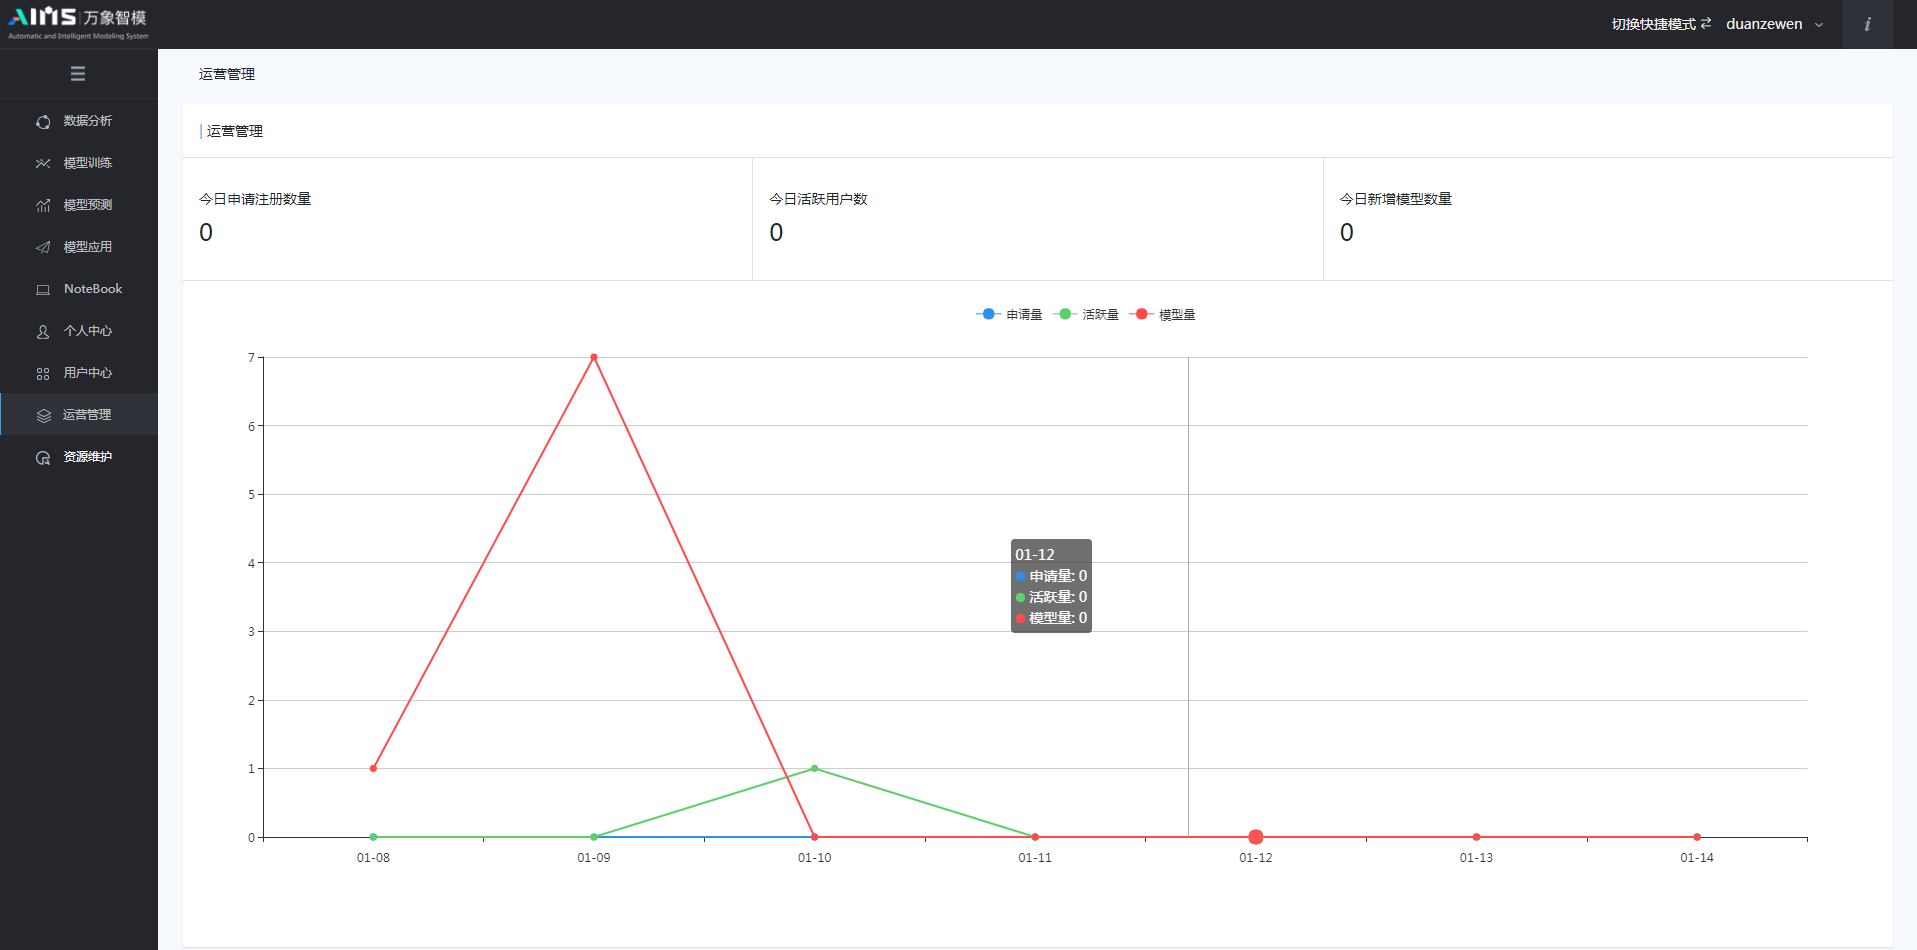 AIMS 万象智模
Automatic and Intelligent Modeling System
切换快捷模式 duanzewen
i
数据分析
模型训练
模型预测
模型应用
NoteBook
个人中心
用户中心
运营管理
资源维护
运营管理
运营管理
今日申请注册数量
0
今日活跃用户数
0
今日新增模型数量
0
申请量 活跃量 模型量
7
6
5
4
3
2
1
0
01-12
申请量: 0
活跃量: 0
模型量: 0
01-08 01-09 01-10 01-11 01-12 01-13 01-14